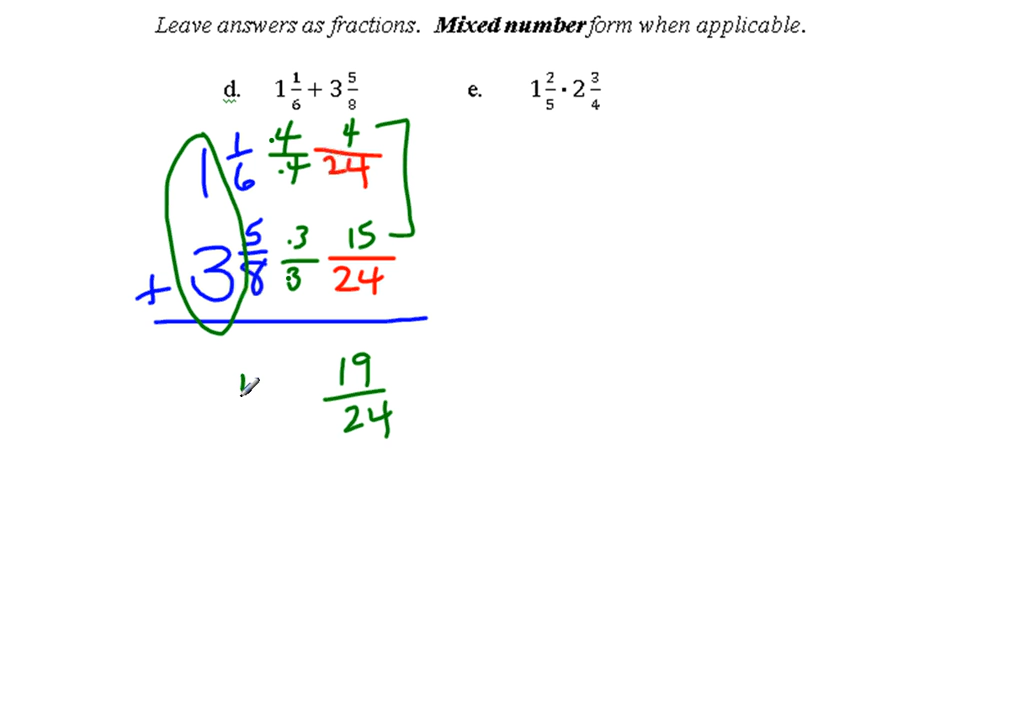 Leave answers as fractions. Mixed number form when applicable.
d. 1 1/6 + 3 5/8 e. 1 2/5 · 2 3/4
1 1/6 ·4/·4 4/24
+ 3 5/8 ·3/·3 15/24
19/24